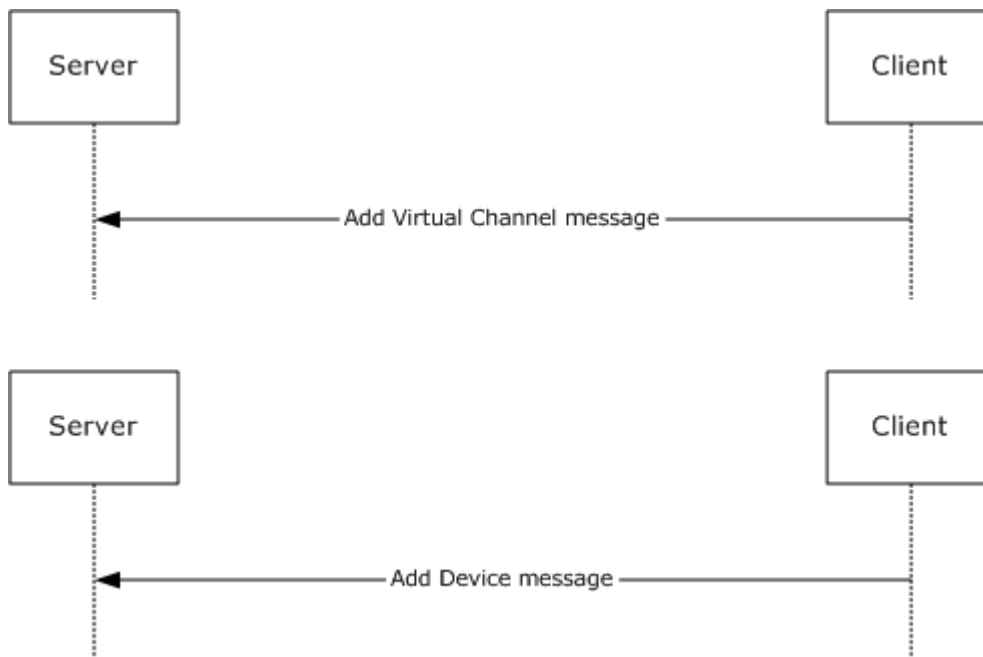 Server
Client
Add Virtual Channel message
Server
Client
Add Device message